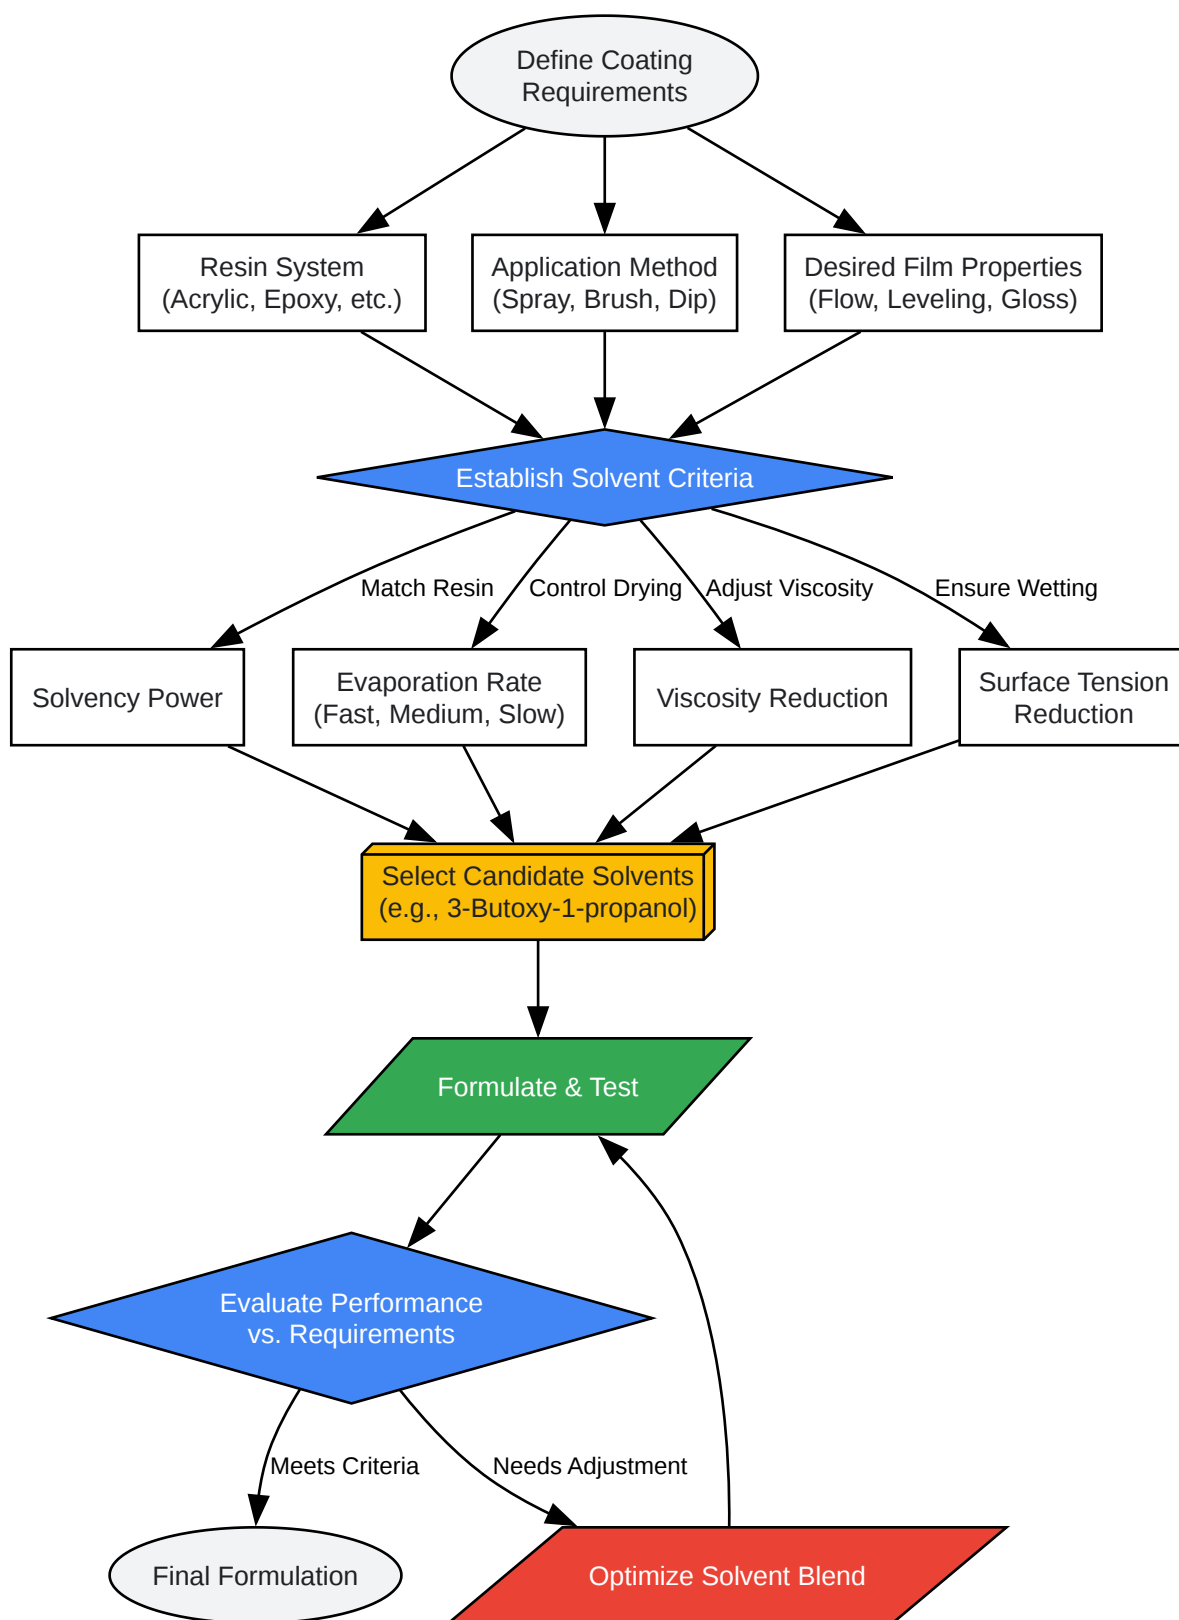 Define Coating
Requirements
Resin System
(Acrylic, Epoxy, etc.)
Application Method
(Spray, Brush, Dip)
Desired Film Properties
(Flow, Leveling, Gloss)
Establish Solvent Criteria
Match Resin
Control Drying
Adjust Viscosity
Ensure Wetting
Solvency Power
Evaporation Rate
(Fast, Medium, Slow)
Viscosity Reduction
Surface Tension
Reduction
Select Candidate Solvents
(e.g., 3-Butoxy-1-propanol)
Formulate & Test
Evaluate Performance
vs. Requirements
Meets Criteria
Needs Adjustment
Final Formulation
Optimize Solvent Blend